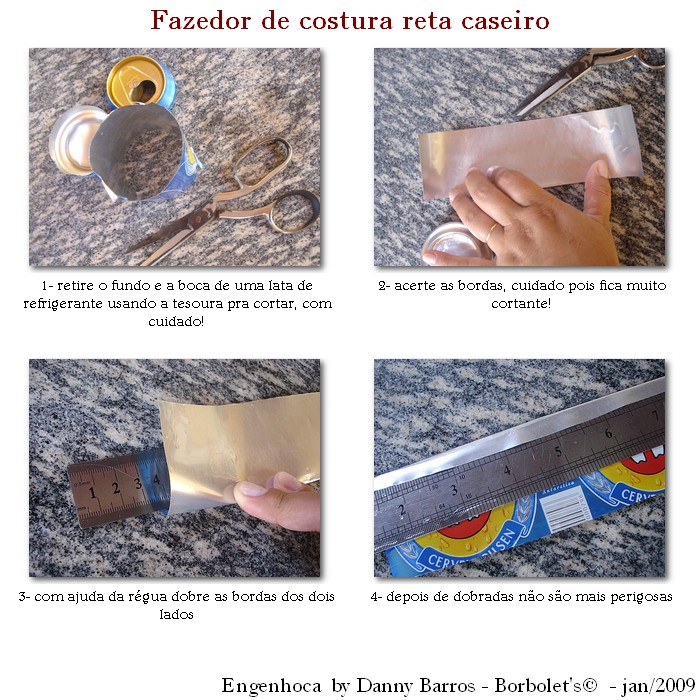 Fazedor de costura reta caseiro
1- retire o fundo e a boca de uma lata de
refrigerante usando a tesoura pra cortar, com
cuidado!
2- acerte as bordas, cuidado pois fica muito
cortante!
1 2 3 4
2 3 4 5 6 7
Antarctica
CERVEJA PILSEN
CERV
3- com ajuda da régua dobre as bordas dos dois
lados
4- depois de dobradas não são mais perigosas
Engenhoca by Danny Barros - Borbolet's© - jan/2009